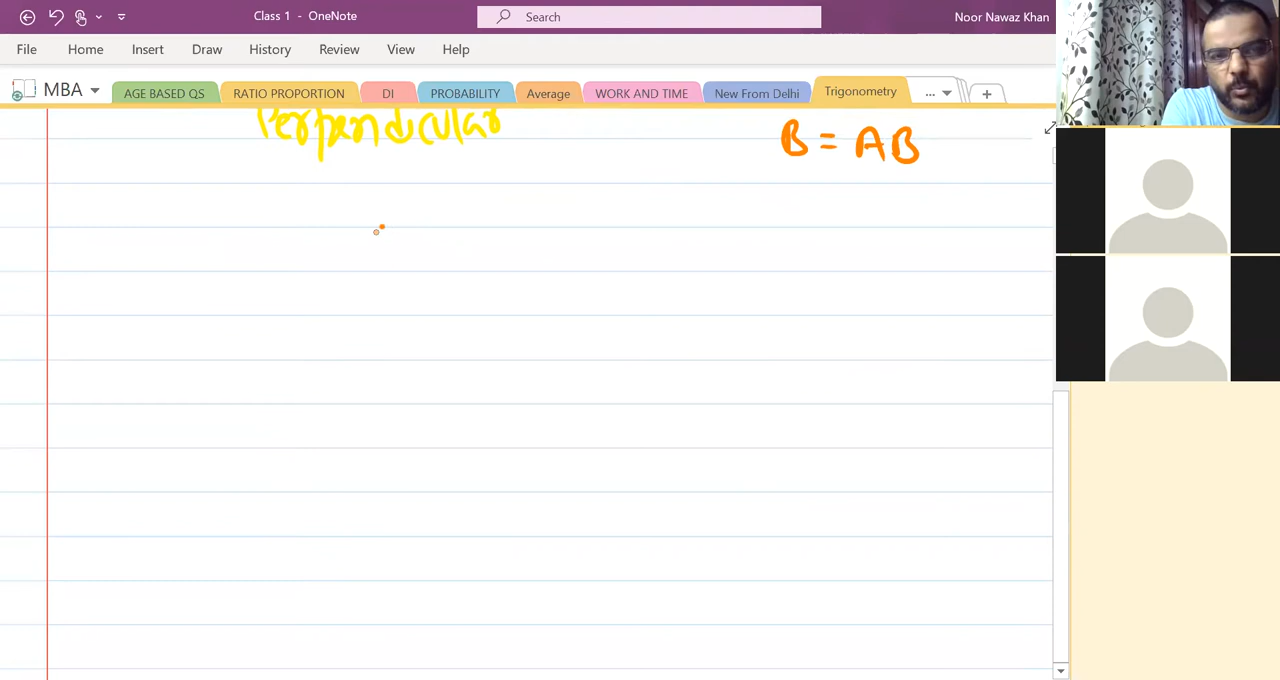 Class 1 - OneNote
Search
Noor Nawaz Khan
File Home Insert Draw History Review View Help
MBA
AGE BASED QS RATIO PROPORTION DI PROBABILITY Average WORK AND TIME New From Delhi Trigonometry ... +
Perpendicular
B = AB